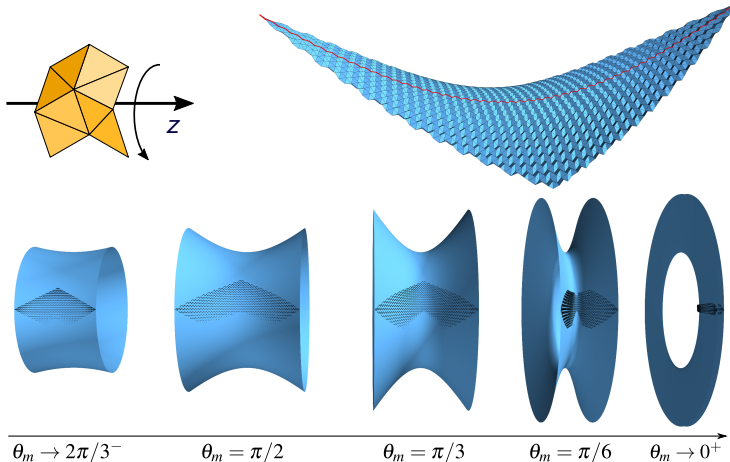 z
θₘ → 2π/3⁻
θₘ = π/2
θₘ = π/3
θₘ = π/6
θₘ → 0⁺